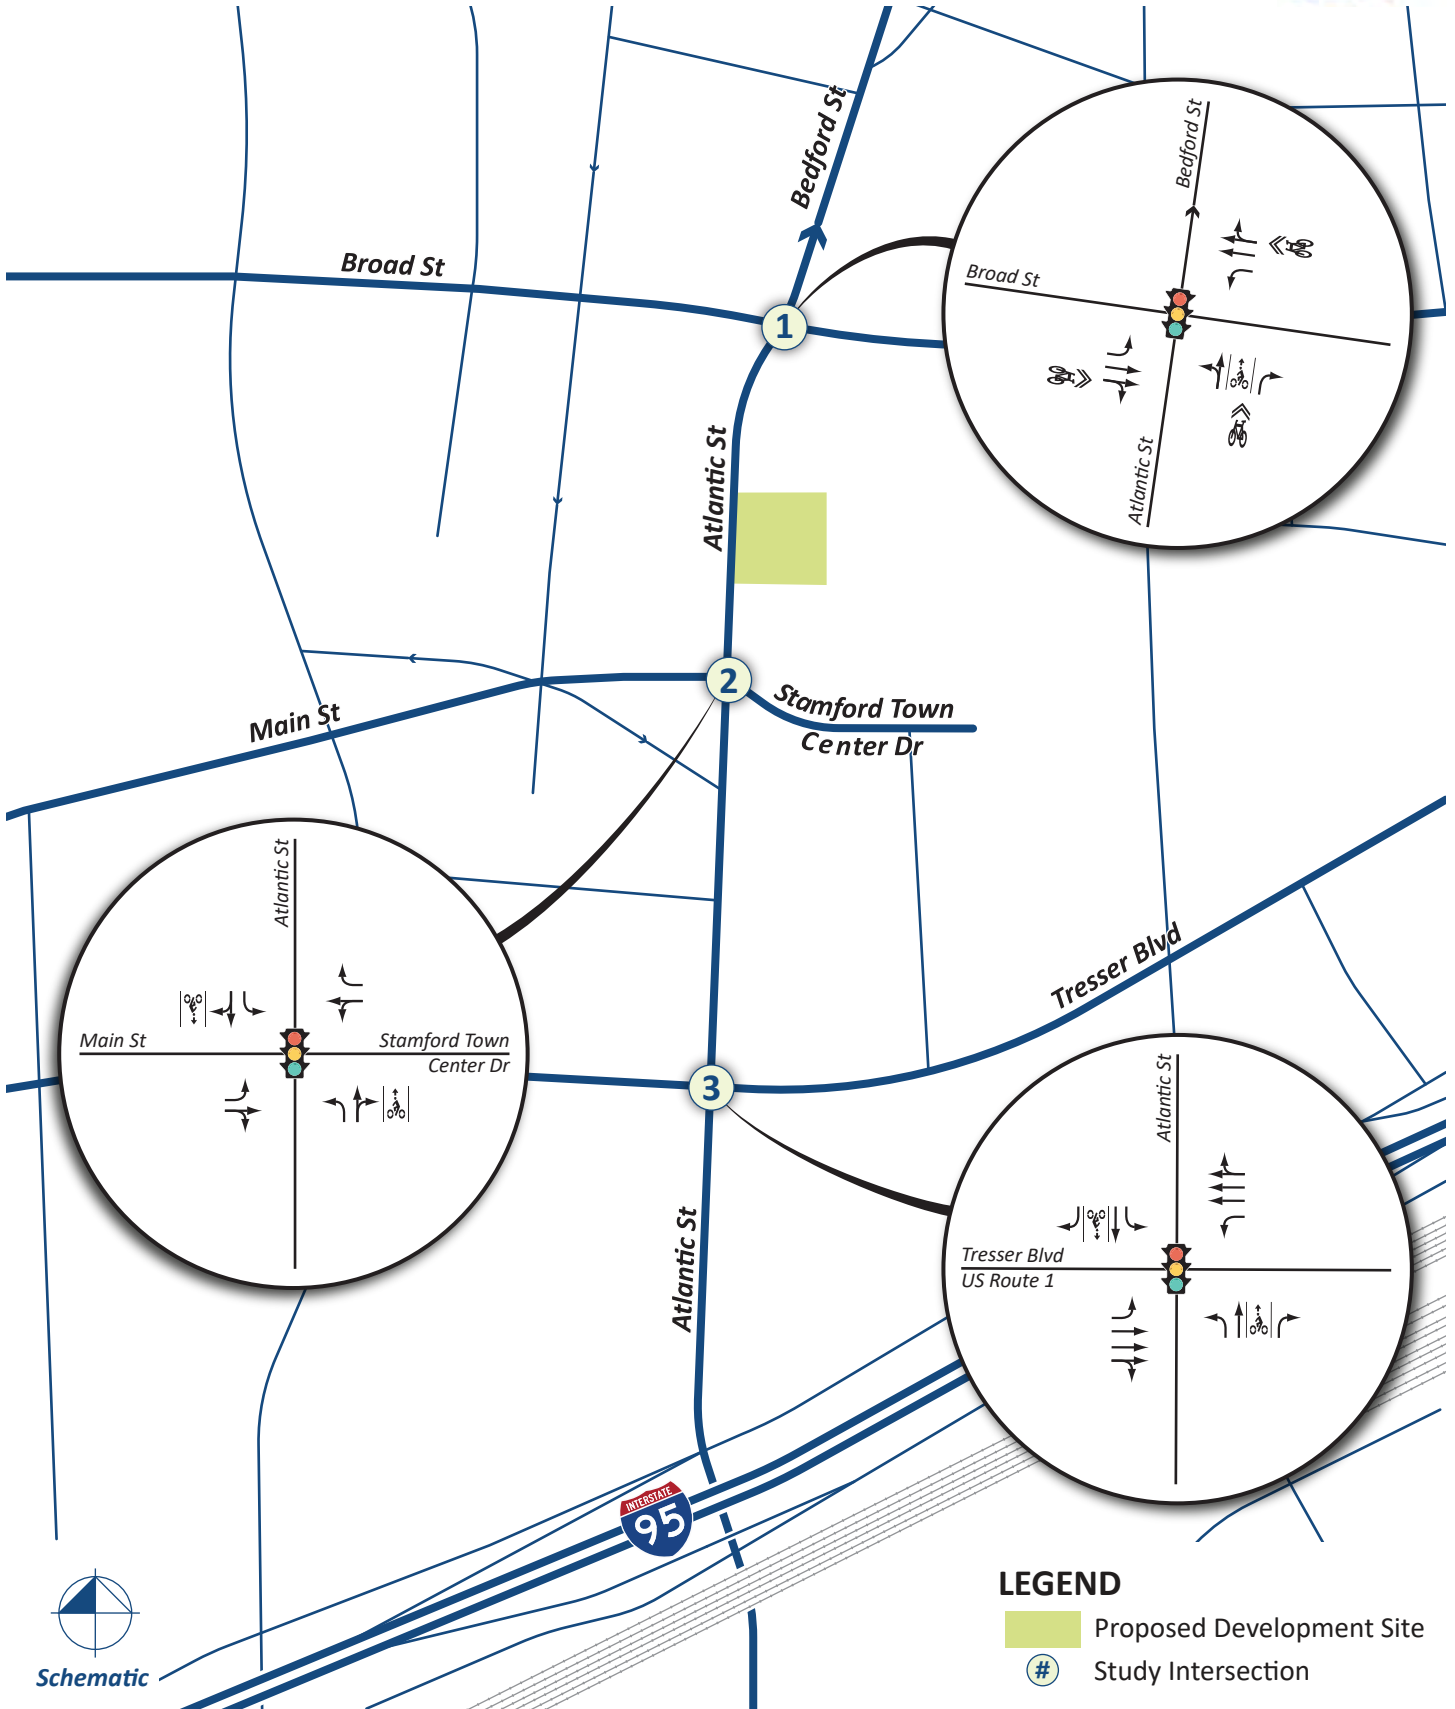 Bedford St
Bedford St
Broad St
Broad St
1
Atlantic St
Atlantic St
2
Stamford Town
Center Dr
Main St
Atlantic St
Main St
Stamford Town
Center Dr
Tresser Blvd
3
Atlantic St
Atlantic St
Tresser Blvd
US Route 1
INTERSTATE
95
LEGEND
Proposed Development Site
# Study Intersection
Schematic